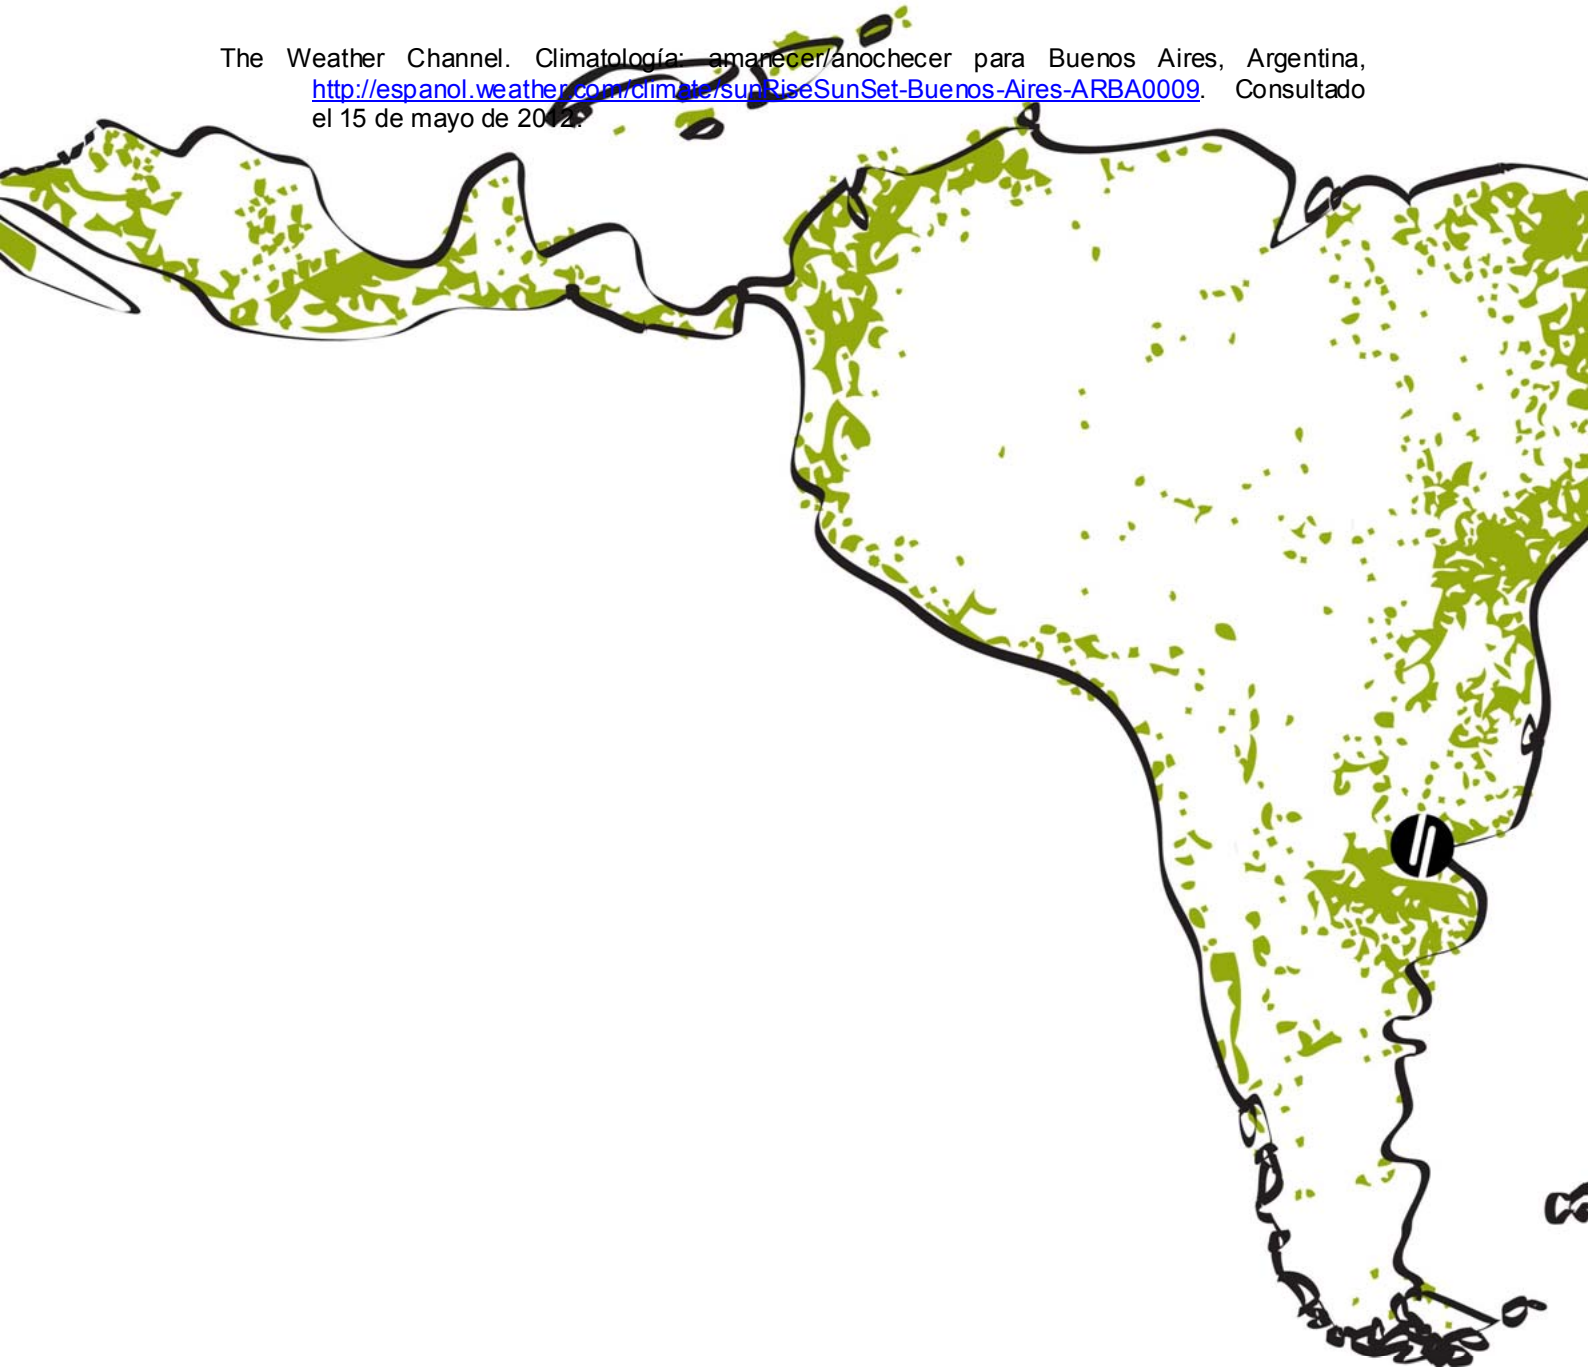 The Weather Channel. Climatología: amanecer/anochecer para Buenos Aires, Argentina,
http://espanol.weather.com/climate/sunRiseSunSet-Buenos-Aires-ARBA0009. Consultado
el 15 de mayo de 2012.